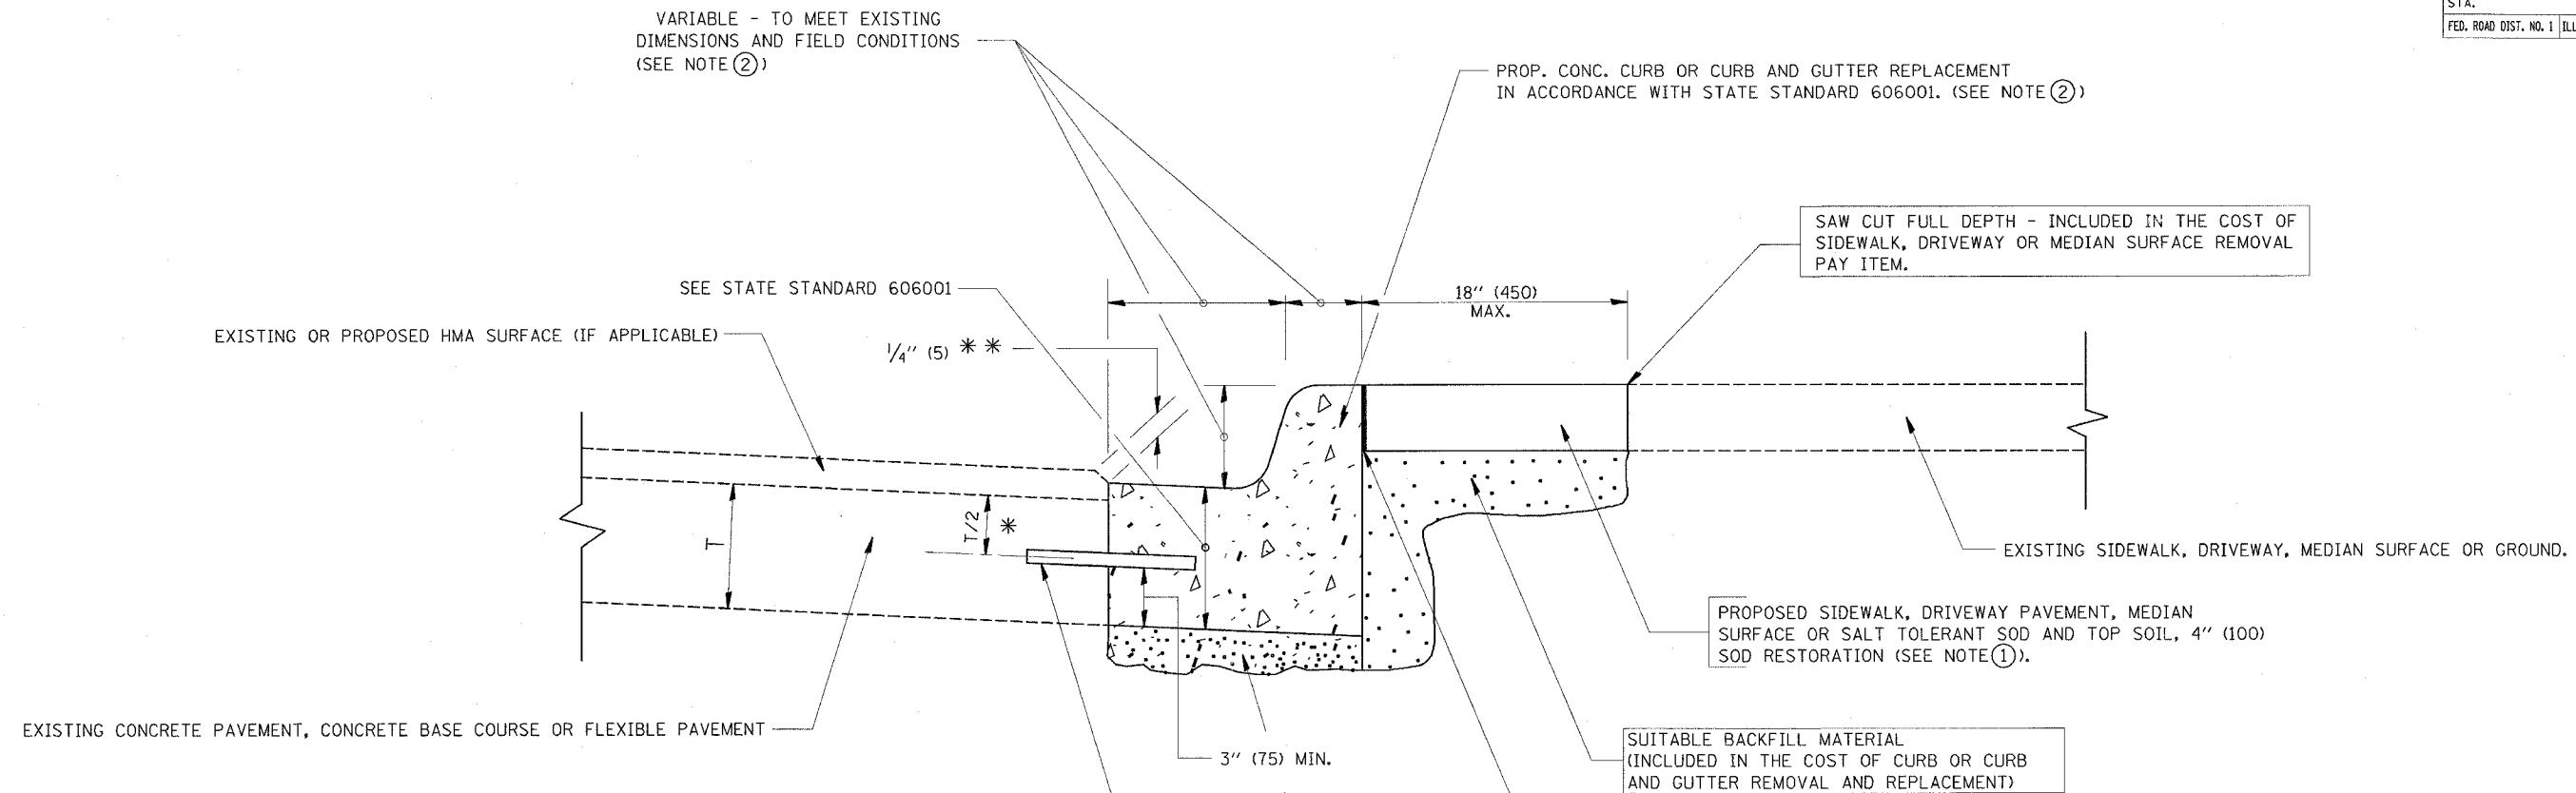 VARIABLE - TO MEET EXISTING
DIMENSIONS AND FIELD CONDITIONS
(SEE NOTE ②)
STA.
FED. ROAD DIST. NO. 1 ILL
PROP. CONC. CURB OR CURB AND GUTTER REPLACEMENT
IN ACCORDANCE WITH STATE STANDARD 606001. (SEE NOTE ②)
SAW CUT FULL DEPTH - INCLUDED IN THE COST OF
SIDEWALK, DRIVEWAY OR MEDIAN SURFACE REMOVAL
PAY ITEM.
SEE STATE STANDARD 606001
18" (450)
MAX.
EXISTING OR PROPOSED HMA SURFACE (IF APPLICABLE)
1/4" (5) * *
T
T/2
*
EXISTING SIDEWALK, DRIVEWAY, MEDIAN SURFACE OR GROUND.
PROPOSED SIDEWALK, DRIVEWAY PAVEMENT, MEDIAN
SURFACE OR SALT TOLERANT SOD AND TOP SOIL, 4" (100)
SOD RESTORATION (SEE NOTE ①).
EXISTING CONCRETE PAVEMENT, CONCRETE BASE COURSE OR FLEXIBLE PAVEMENT
3" (75) MIN.
SUITABLE BACKFILL MATERIAL
(INCLUDED IN THE COST OF CURB OR CURB
AND GUTTER REMOVAL AND REPLACEMENT)